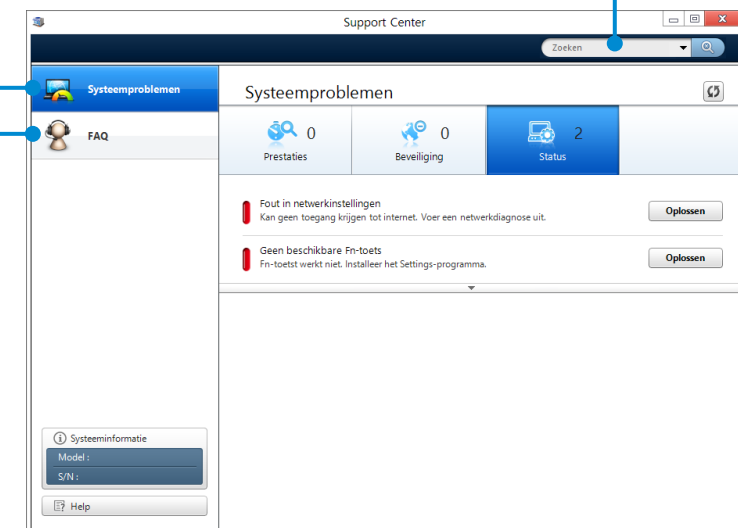 Support Center
Zoeken
Systeemproblemen
FAQ
Systeemproblemen
0
Prestaties
0
Beveiliging
2
Status
Fout in netwerkinstellingen
Kan geen toegang krijgen tot internet. Voer een netwerkdiagnose uit.
Oplossen
Geen beschikbare Fn-toets
Fn-toetst werkt niet. Installeer het Settings-programma.
Oplossen
Systeeminformatie
Model :
S/N :
Help